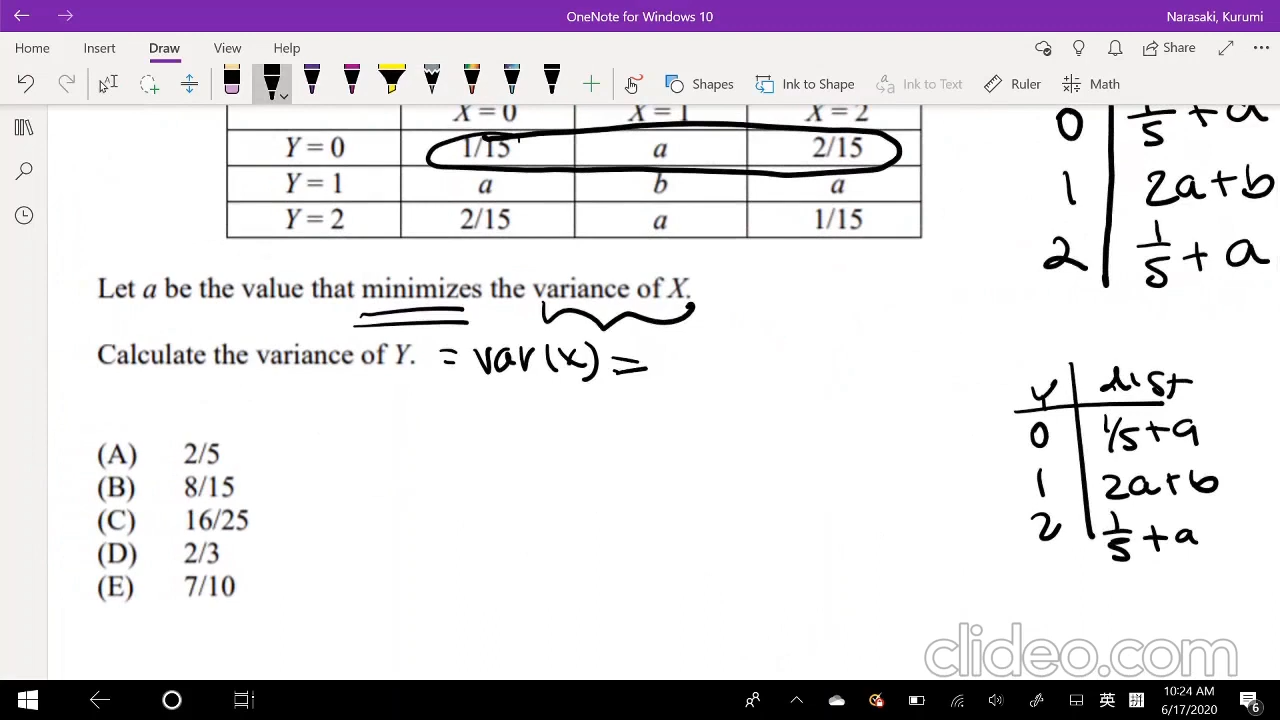 OneNote for Windows 10
Narasaki, Kurumi
Home Insert Draw View Help Share
Shapes Ink to Shape Ink to Text Ruler Math
X = 0 X = 1 X = 2
Y = 0 1/15 a 2/15
Y = 1 a b a
Y = 2 2/15 a 1/15
0 1/5 + a
1 2a+b
2 1/5 + a
Let a be the value that minimizes the variance of X.
Calculate the variance of Y. = var(x) =
Y dist
0 1/5+a
1 2a+b
2 1/5 + a
(A) 2/5
(B) 8/15
(C) 16/25
(D) 2/3
(E) 7/10
clideo.com
英
拼
10:24 AM
6/17/2020
6